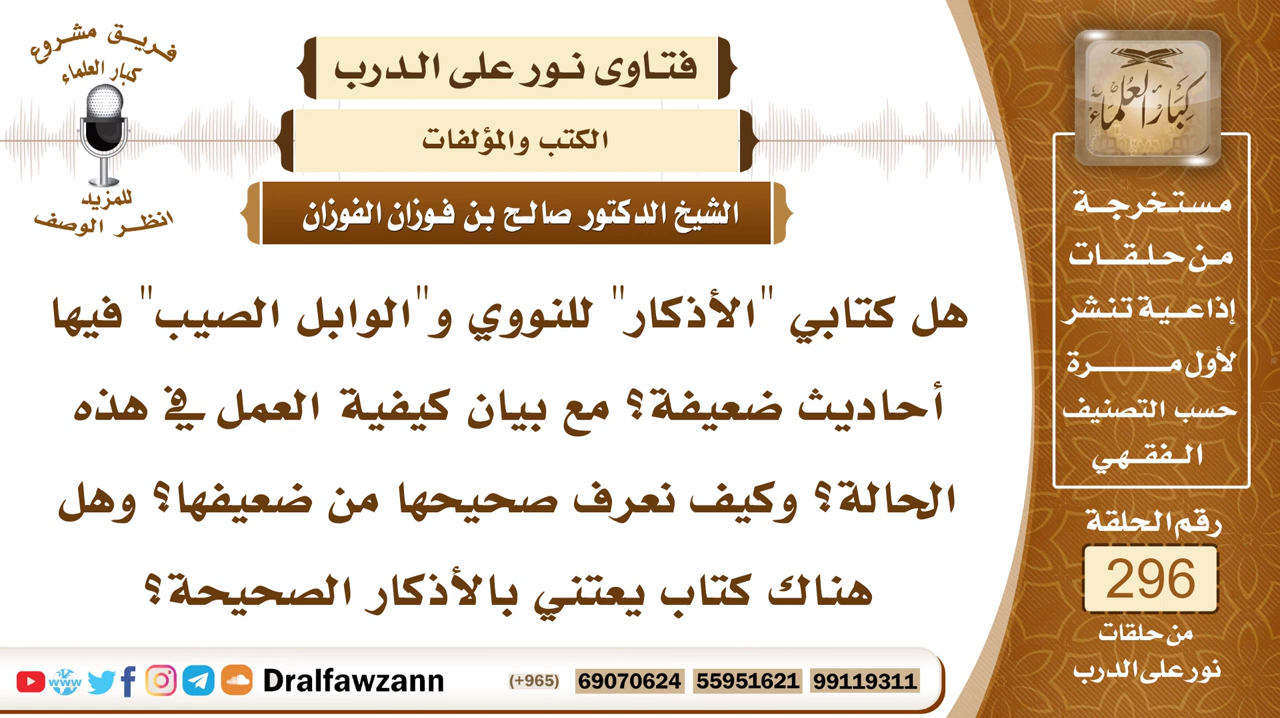 فريق مشروع
كبار العلماء
للمزيد
انظر الوصف
فتاوى نور على الدرب
الكتب والمؤلفات
الشيخ الدكتور صالح بن فوزان الفوزان
هل كتابي "الأذكار" للنووي و"الوابل الصيب" فيها
أحاديث ضعيفة؟ مع بيان كيفية العمل في هذه
الحالة؟ وكيف نعرف صحيحها من ضعيفها؟ وهل
هناك كتاب يعتني بالأذكار الصحيحة؟
كبار العلماء
مستخرجة
من حلقات
إذاعية تنشر
لأول مرة
حسب التصنيف
الفقهي
رقم الحلقة
296
من حلقات
نور على الدرب
www Dralfawzann (+965) 69070624 55951621 99119311